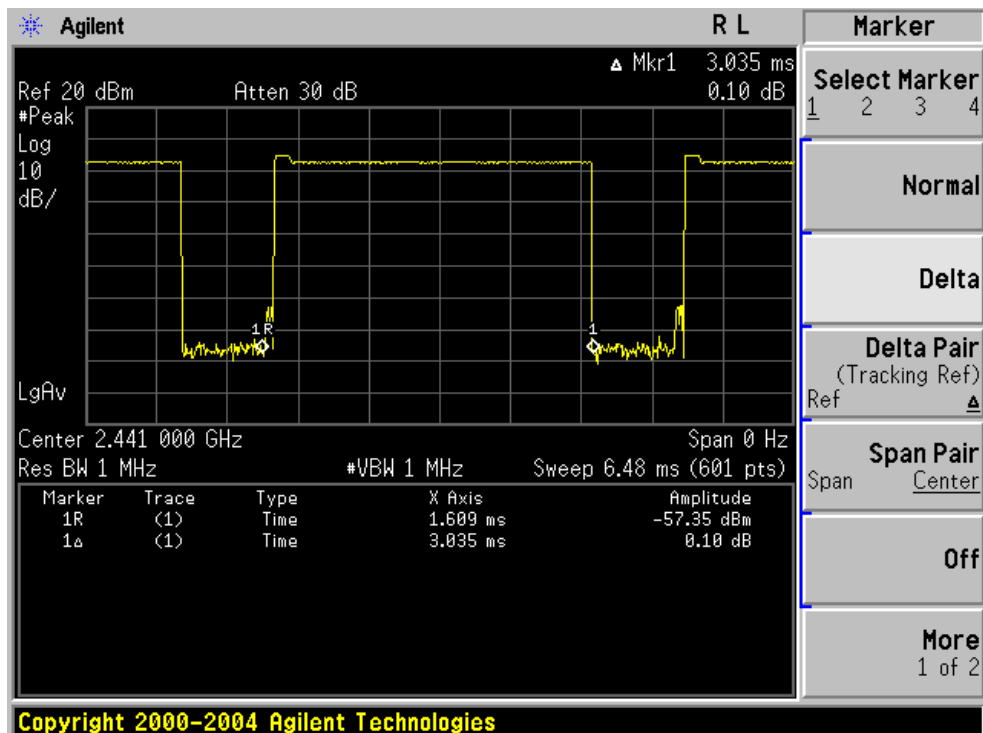 Agilent R L
Δ Mkr1 3.035 ms
Ref 20 dBm Atten 30 dB 0.10 dB
#Peak
Log
10
dB/
1R 1
LgAv
Center 2.441 000 GHz Span 0 Hz
Res BW 1 MHz #VBW 1 MHz Sweep 6.48 ms (601 pts)
Marker Trace Type X Axis Amplitude
1R (1) Time 1.609 ms -57.35 dBm
1Δ (1) Time 3.035 ms 0.10 dB
Copyright 2000-2004 Agilent Technologies
Marker
Select Marker
1 2 3 4
Normal
Delta
Delta Pair
(Tracking Ref)
Ref Δ
Span Pair
Span Center
Off
More
1 of 2